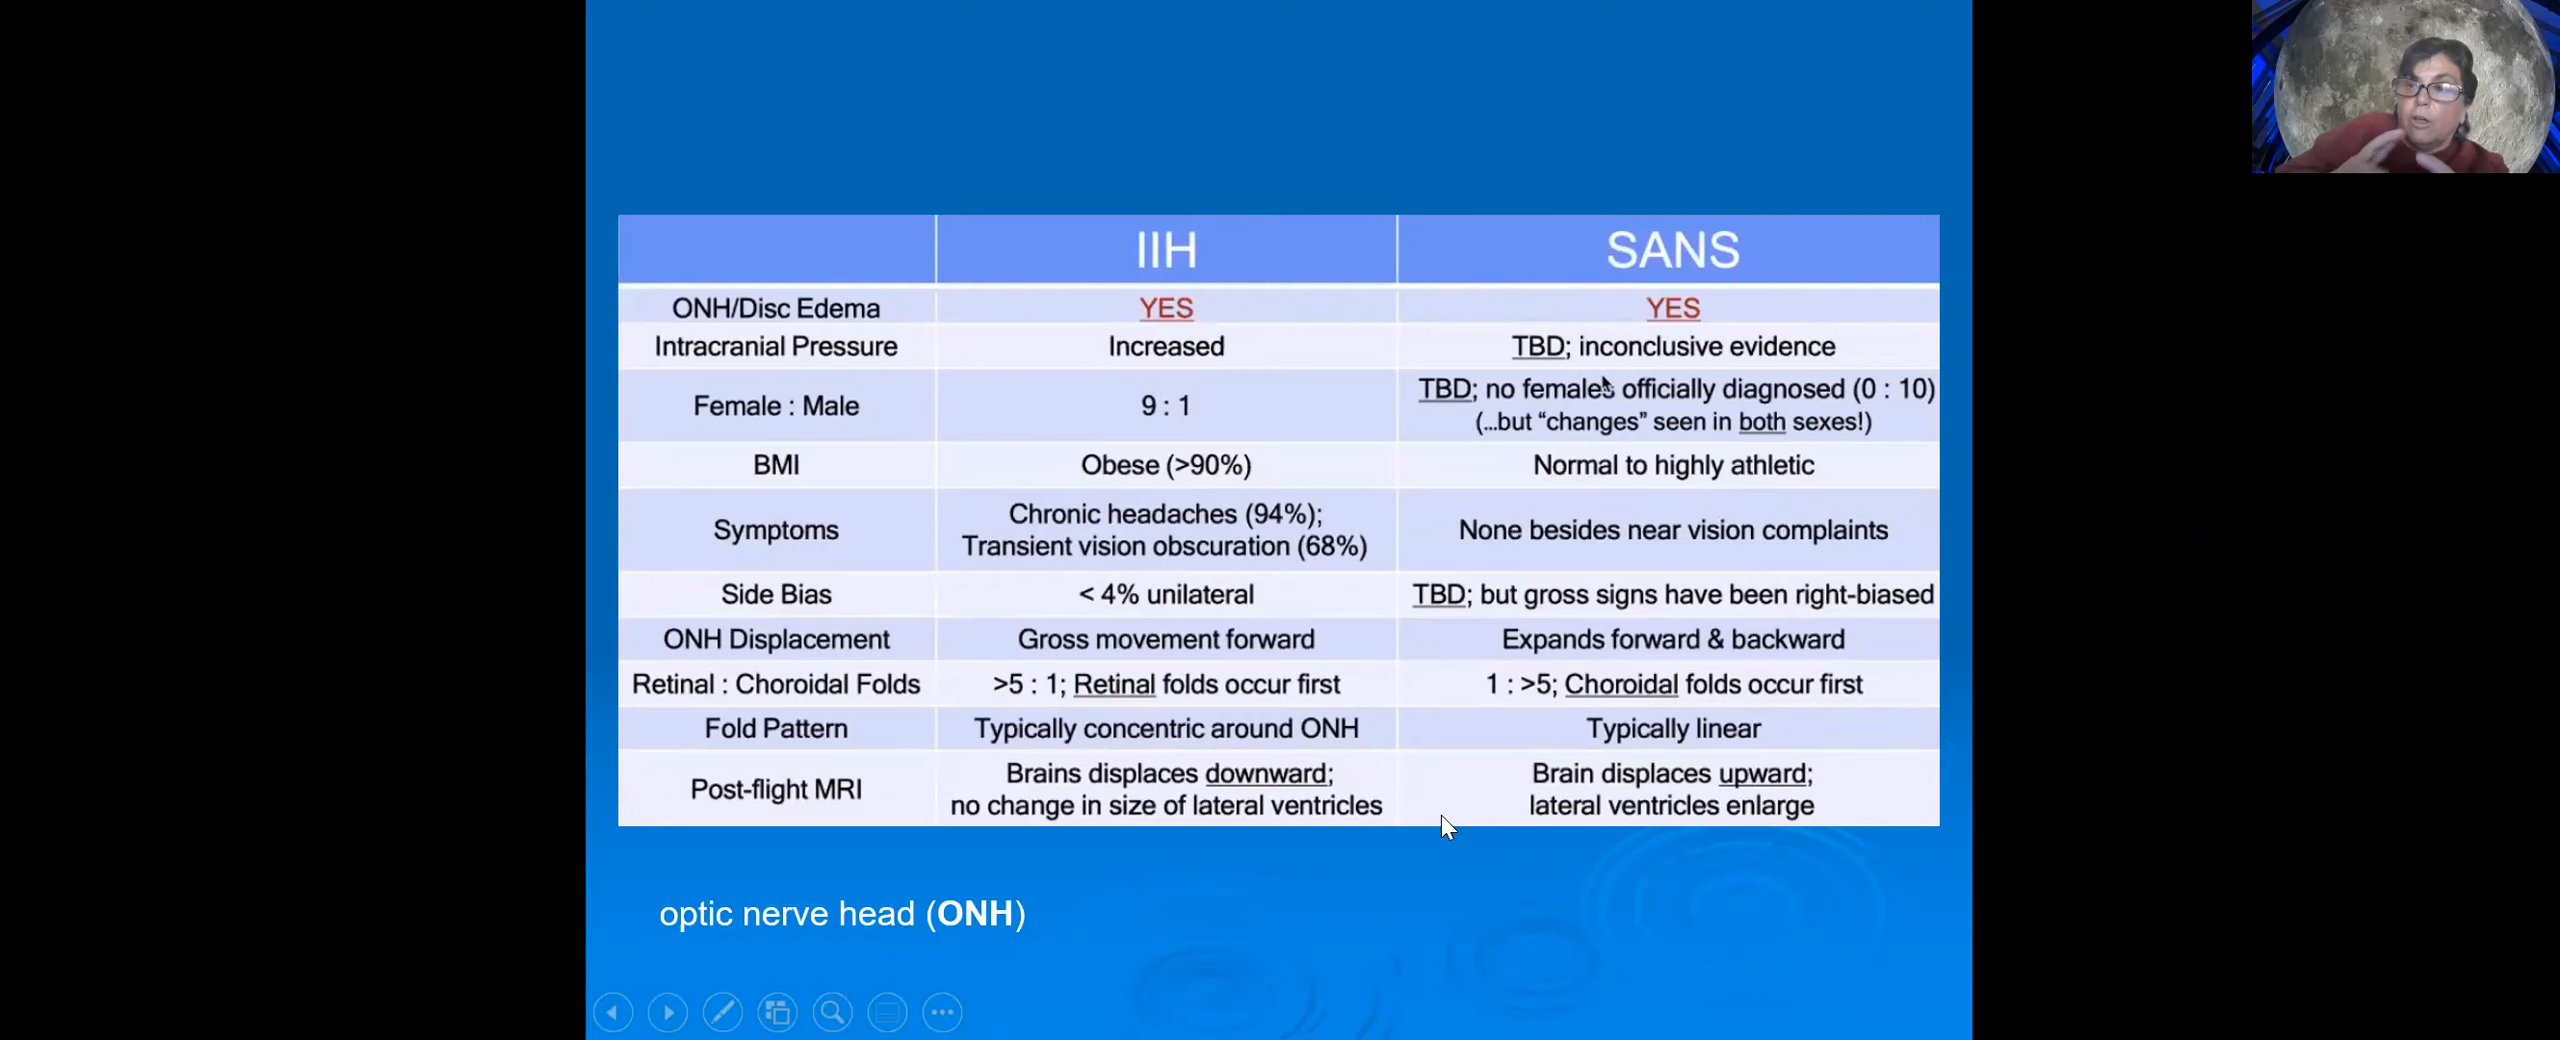 IIH SANS
ONH/Disc Edema YES YES
Intracranial Pressure Increased TBD; inconclusive evidence
Female : Male 9 : 1 TBD; no females officially diagnosed (0 : 10)
(...but “changes” seen in both sexes!)
BMI Obese (>90%) Normal to highly athletic
Symptoms Chronic headaches (94%);
Transient vision obscuration (68%) None besides near vision complaints
Side Bias < 4% unilateral TBD; but gross signs have been right-biased
ONH Displacement Gross movement forward Expands forward & backward
Retinal : Choroidal Folds >5 : 1; Retinal folds occur first 1 : >5; Choroidal folds occur first
Fold Pattern Typically concentric around ONH Typically linear
Post-flight MRI Brains displaces downward; Brain displaces upward;
no change in size of lateral ventricles lateral ventricles enlarge
optic nerve head (ONH)